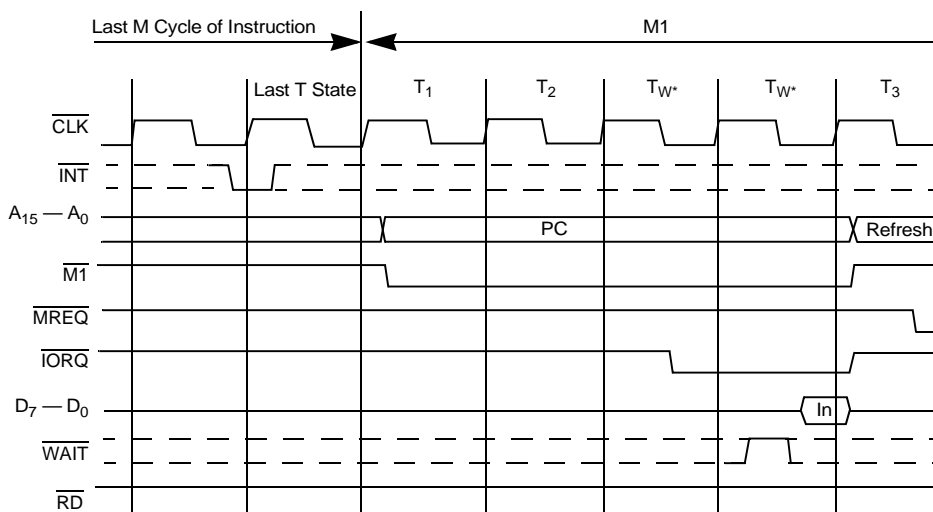 Last M Cycle of Instruction
M1
Last T State
T1
T2
TW*
TW*
T3
CLK
INT
A15 — A0
PC
Refresh
M1
MREQ
IORQ
D7 — D0
In
WAIT
RD